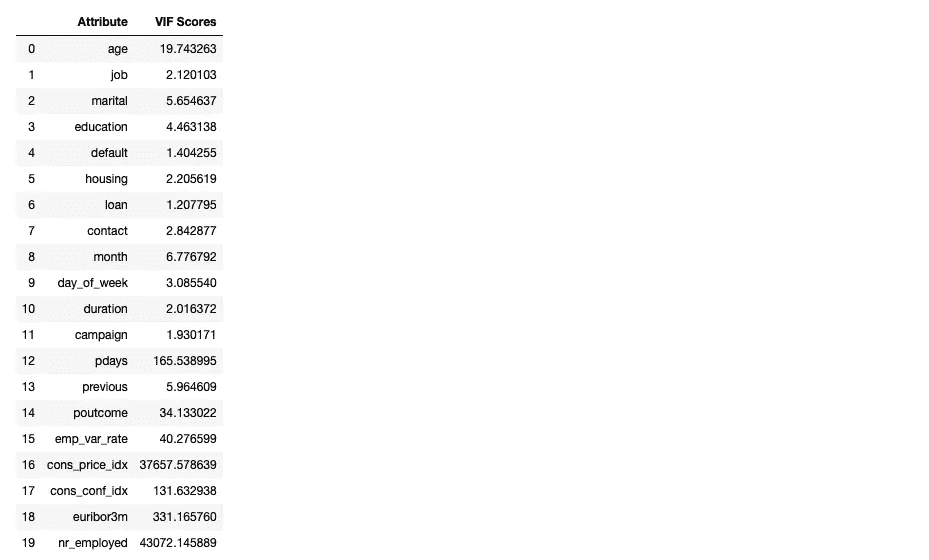 Attribute VIF Scores
0 age 19.743263
1 job 2.120103
2 marital 5.654637
3 education 4.463138
4 default 1.404255
5 housing 2.205619
6 loan 1.207795
7 contact 2.842877
8 month 6.776792
9 day_of_week 3.085540
10 duration 2.016372
11 campaign 1.930171
12 pdays 165.538995
13 previous 5.964609
14 poutcome 34.133022
15 emp_var_rate 40.276599
16 cons_price_idx 37657.578639
17 cons_conf_idx 131.632938
18 euribor3m 331.165760
19 nr_employed 43072.145889